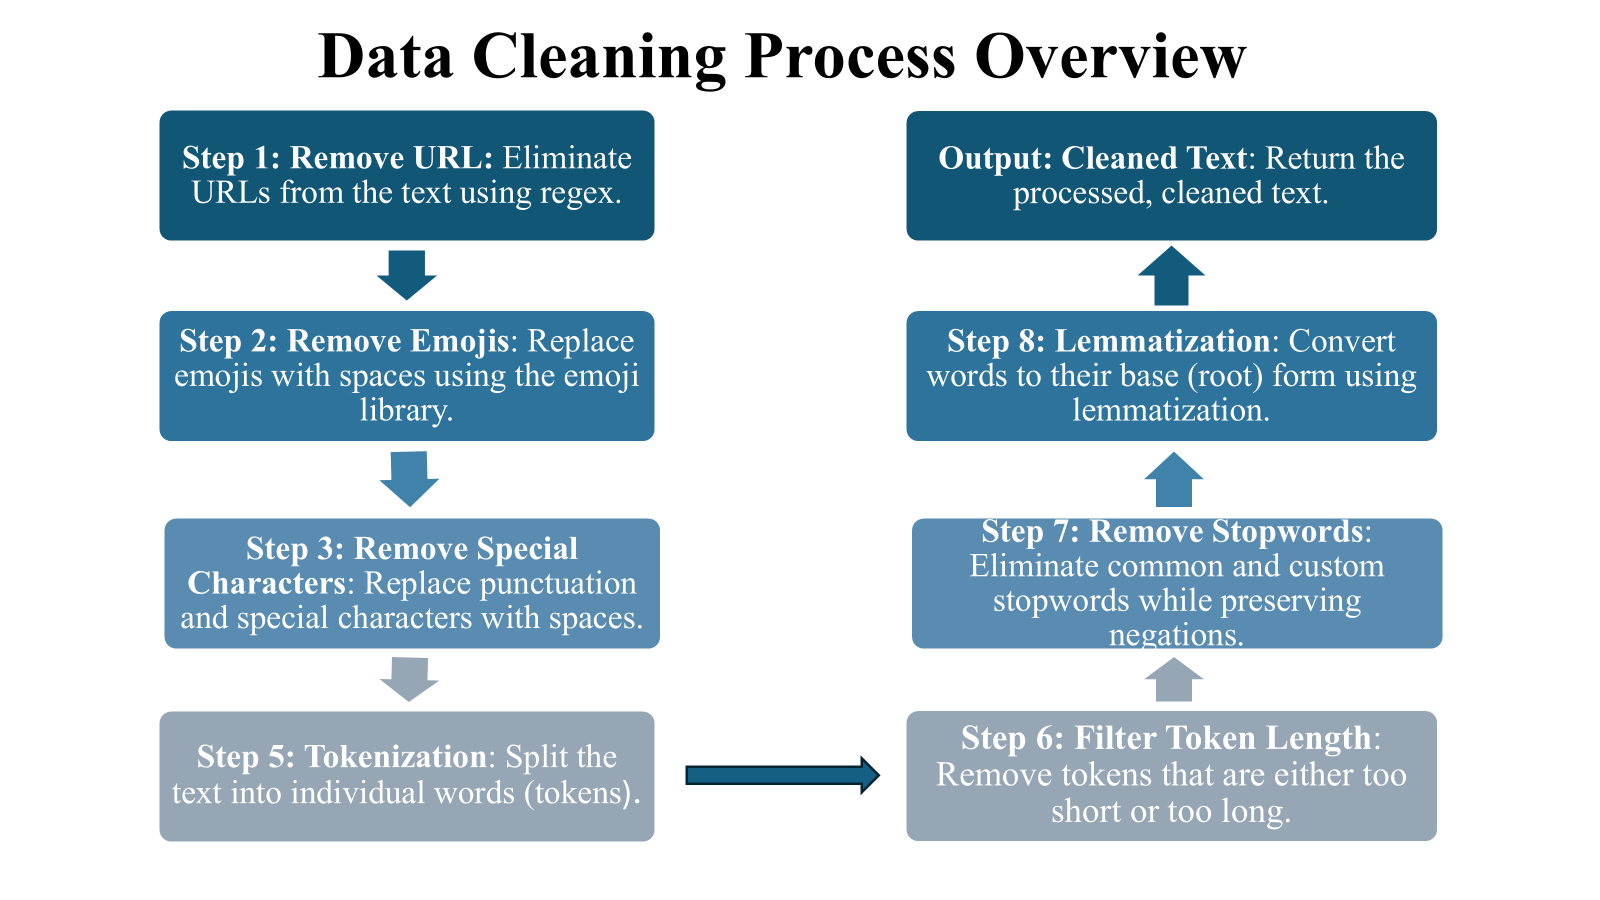 Data Cleaning Process Overview
Step 1: Remove URL: Eliminate
URLs from the text using regex.
Step 2: Remove Emojis: Replace
emojis with spaces using the emoji
library.
Step 3: Remove Special
Characters: Replace punctuation
and special characters with spaces.
Step 5: Tokenization: Split the
text into individual words (tokens).
Step 6: Filter Token Length:
Remove tokens that are either too
short or too long.
Step 7: Remove Stopwords:
Eliminate common and custom
stopwords while preserving
negations.
Step 8: Lemmatization: Convert
words to their base (root) form using
lemmatization.
Output: Cleaned Text: Return the
processed, cleaned text.